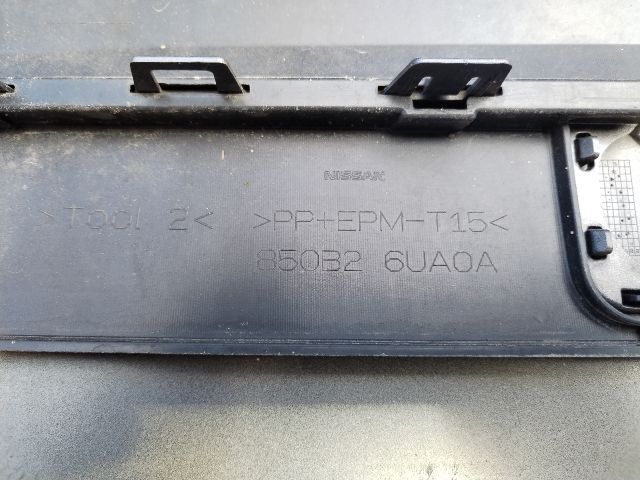 NISSAN
>Tool 2< >PP+EPM-T15<
850B2 6UA0A